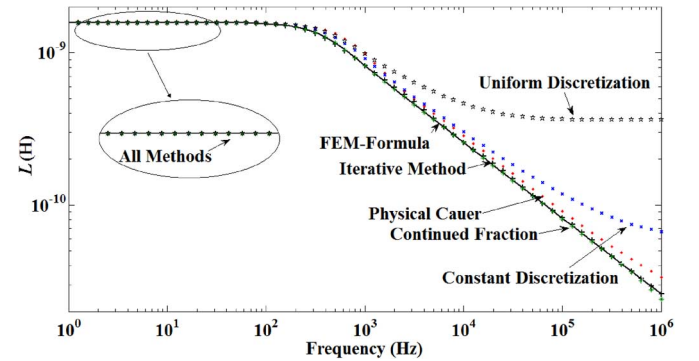 10⁻⁹
Uniform Discretization
FEM-Formula
All Methods
Iterative Method
L (H)
10⁻¹⁰
Physical Cauer
Continued Fraction
Constant Discretization
10⁰ 10¹ 10² 10³ 10⁴ 10⁵ 10⁶
Frequency (Hz)